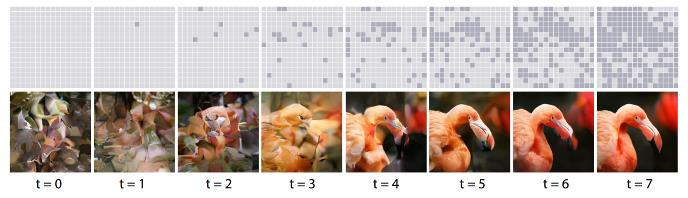 t = 0 t = 1 t = 2 t = 3 t = 4 t = 5 t = 6 t = 7